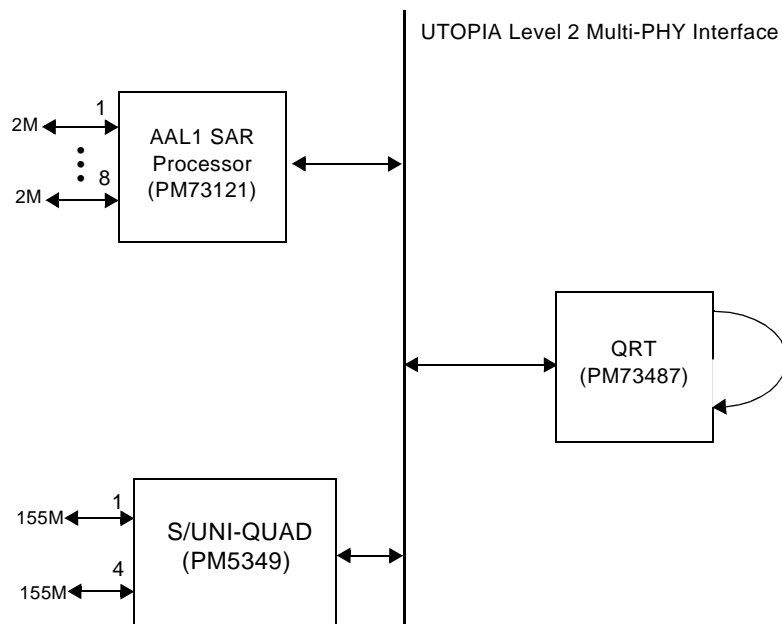 UTOPIA Level 2 Multi-PHY Interface
1
2M
AAL1 SAR
Processor
(PM73121)
8
2M
QRT
(PM73487)
1
155M
S/UNI-QUAD
(PM5349)
4
155M